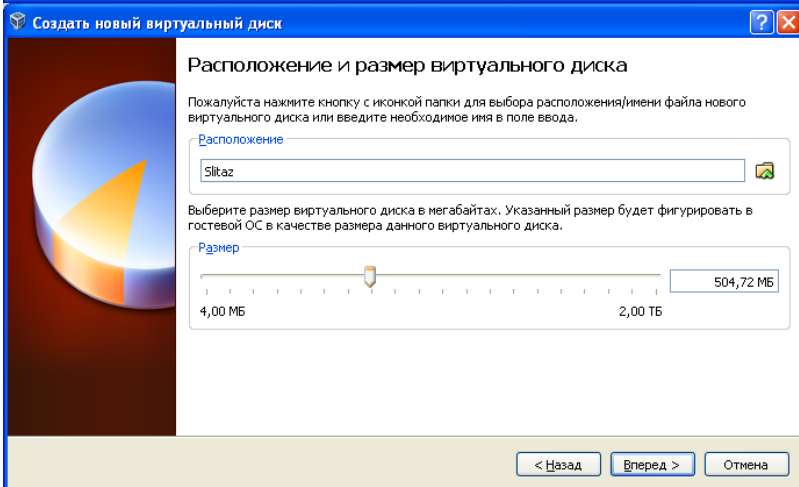 Создать новый виртуальный диск
Расположение и размер виртуального диска
Пожалуйста нажмите кнопку с иконкой папки для выбора расположения/имени файла нового
виртуального диска или введите необходимое имя в поле ввода.
Расположение
Slitaz
Выберите размер виртуального диска в мегабайтах. Указанный размер будет фигурировать в
гостевой ОС в качестве размера данного виртуального диска.
Размер
504,72 МБ
4,00 МБ 2,00 ТБ
< Назад Вперед > Отмена